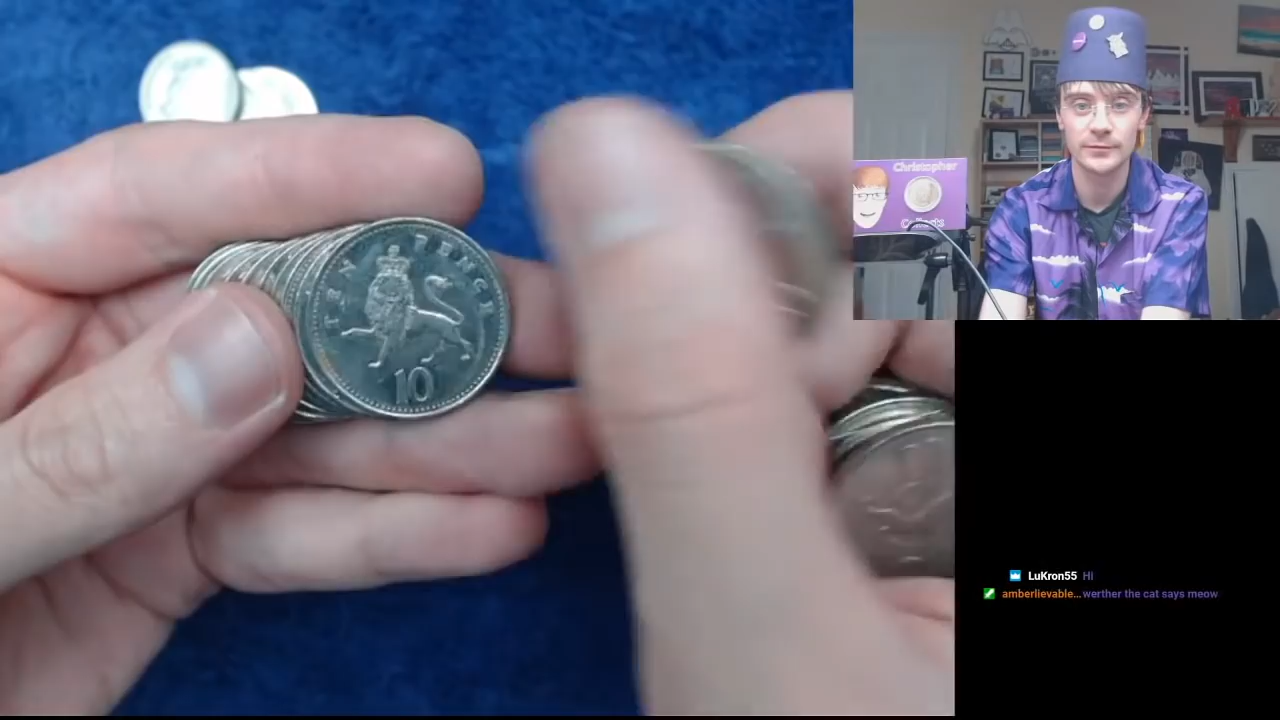 TEN PENCE
10
Christopher
Collects
LuKron55 Hi
amberlievable... werther the cat says meow